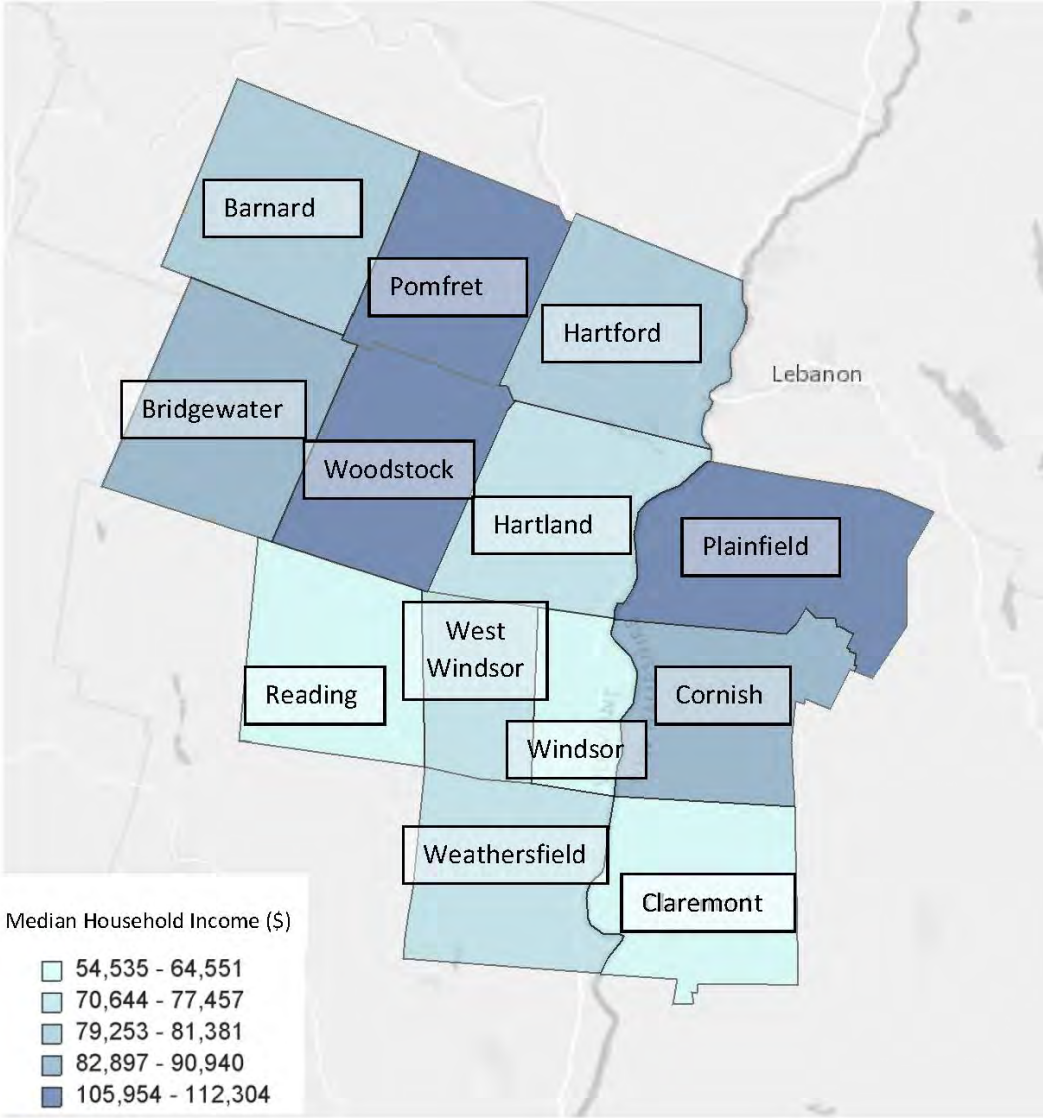 Barnard
Pomfret
Hartford
Lebanon
Bridgewater
Woodstock
Hartland
Plainfield
West
Windsor
Reading
Cornish
Windsor
Weathersfield
Claremont
Median Household Income ($)
54,535 - 64,551
70,644 - 77,457
79,253 - 81,381
82,897 - 90,940
105,954 - 112,304